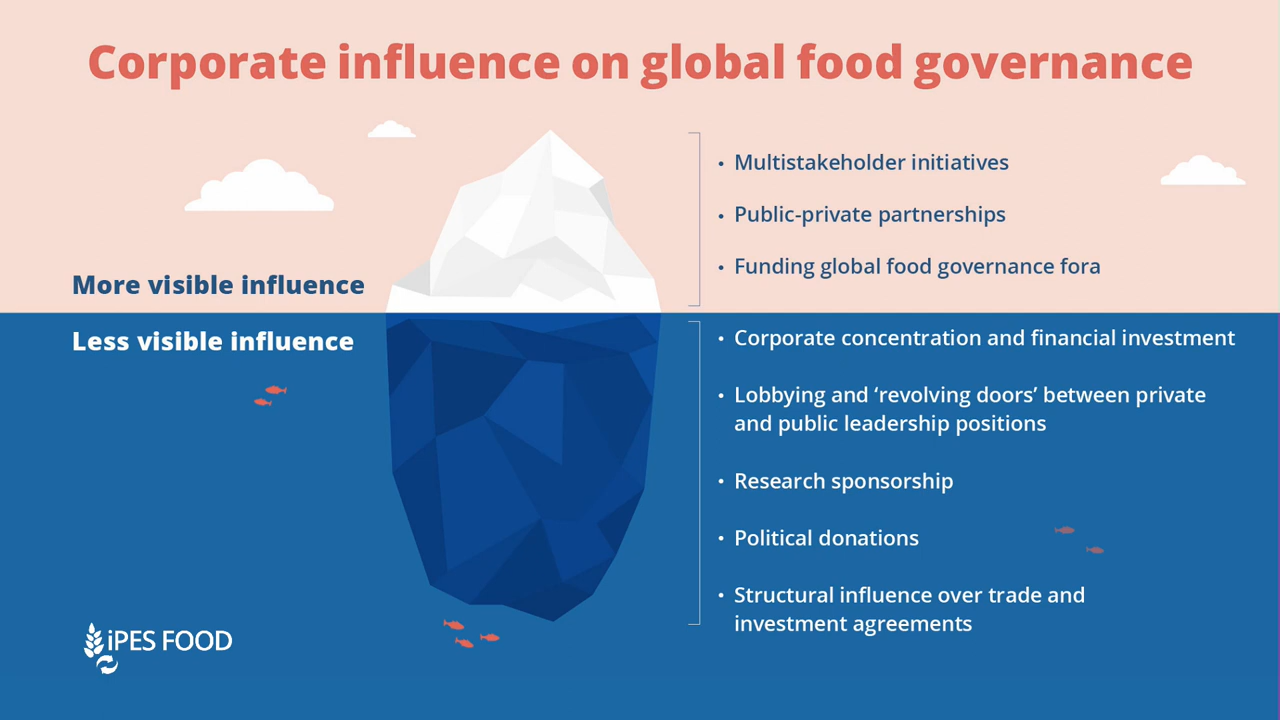 Corporate influence on global food governance
• Multistakeholder initiatives
• Public-private partnerships
• Funding global food governance fora
More visible influence
Less visible influence
• Corporate concentration and financial investment
• Lobbying and ‘revolving doors’ between private
and public leadership positions
• Research sponsorship
• Political donations
• Structural influence over trade and
investment agreements
iPES FOOD